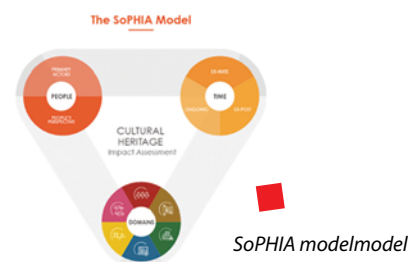 The SoPHIA Model
PRIMARY
ACTORS
PEOPLE
PEOPLE'S
PERSPECTIVE
EX-ANTE
TIME
ONGOING
EX-POST
CULTURAL
HERITAGE
Impact Assessment
DOMAINS
SoPHIA modelmodel